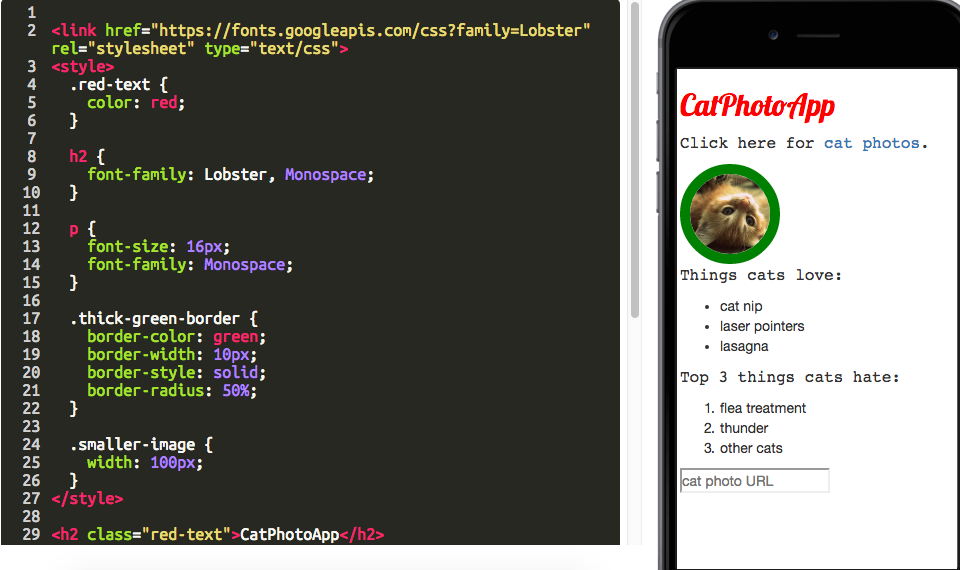 1
2 <link href="https://fonts.googleapis.com/css?family=Lobster"
rel="stylesheet" type="text/css">
3 <style>
4   .red-text {
5     color: red;
6   }
7
8   h2 {
9     font-family: Lobster, Monospace;
10   }
11
12   p {
13     font-size: 16px;
14     font-family: Monospace;
15   }
16
17   .thick-green-border {
18     border-color: green;
19     border-width: 10px;
20     border-style: solid;
21     border-radius: 50%;
22   }
23
24   .smaller-image {
25     width: 100px;
26   }
27 </style>
28
29 <h2 class="red-text">CatPhotoApp</h2>
CatPhotoApp
Click here for cat photos.
Things cats love:
• cat nip
• laser pointers
• lasagna
Top 3 things cats hate:
1. flea treatment
2. thunder
3. other cats
cat photo URL